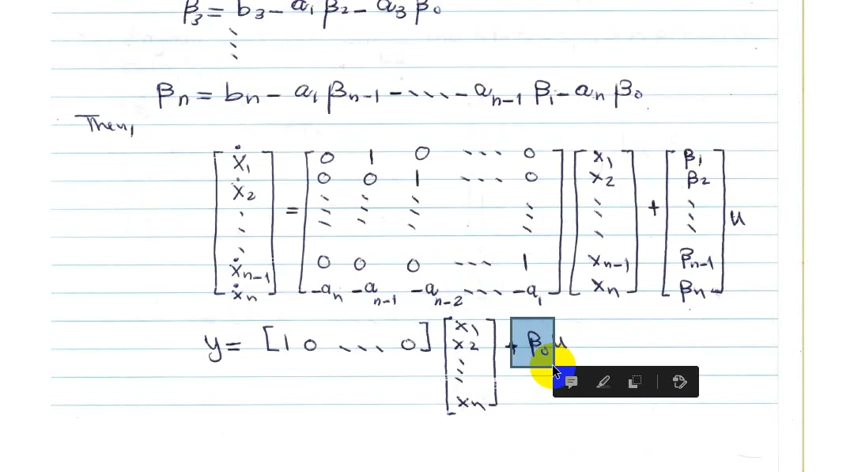 β₃ = b₃ - a₁ β₂ - a₃ β₀
⋮
βₙ = bₙ - a₁ βₙ₋₁ - ... - aₙ₋₁ β₁ - aₙ β₀
Then,
[ẋ₁ ẋ₂ ⋮ ẋₙ₋₁ ẋₙ] = [0 1 0 ... 0; 0 0 1 ... 0; ⋮ ⋮ ⋮ ⋮; 0 0 0 ... 1; -aₙ -aₙ₋₁ -aₙ₋₂ ... -a₁] [x₁ x₂ ⋮ xₙ₋₁ xₙ] + [β₁ β₂ ⋮ βₙ₋₁ βₙ] u
y = [1 0 ... 0] [x₁ x₂ ⋮ xₙ] + β₀ u